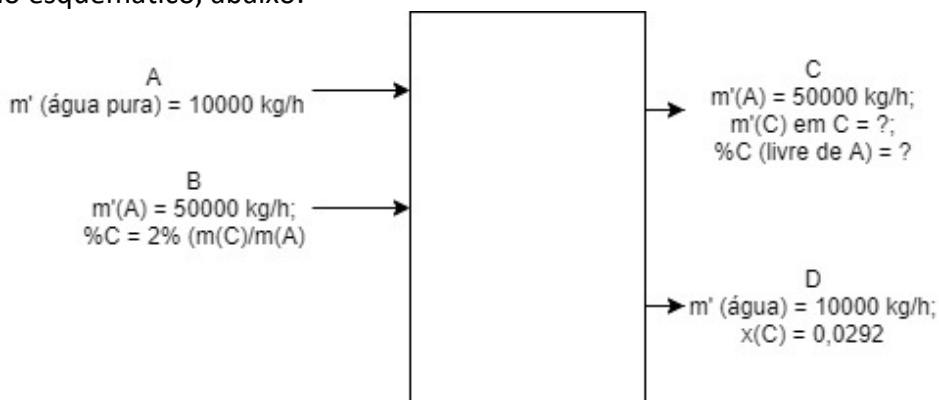 esquemático, abaixo:
A
m' (água pura) = 10000 kg/h
B
m'(A) = 50000 kg/h;
%C = 2% (m(C)/m(A)
C
m'(A) = 50000 kg/h;
m'(C) em C = ?;
%C (livre de A) = ?
D
m' (água) = 10000 kg/h;
x(C) = 0,0292